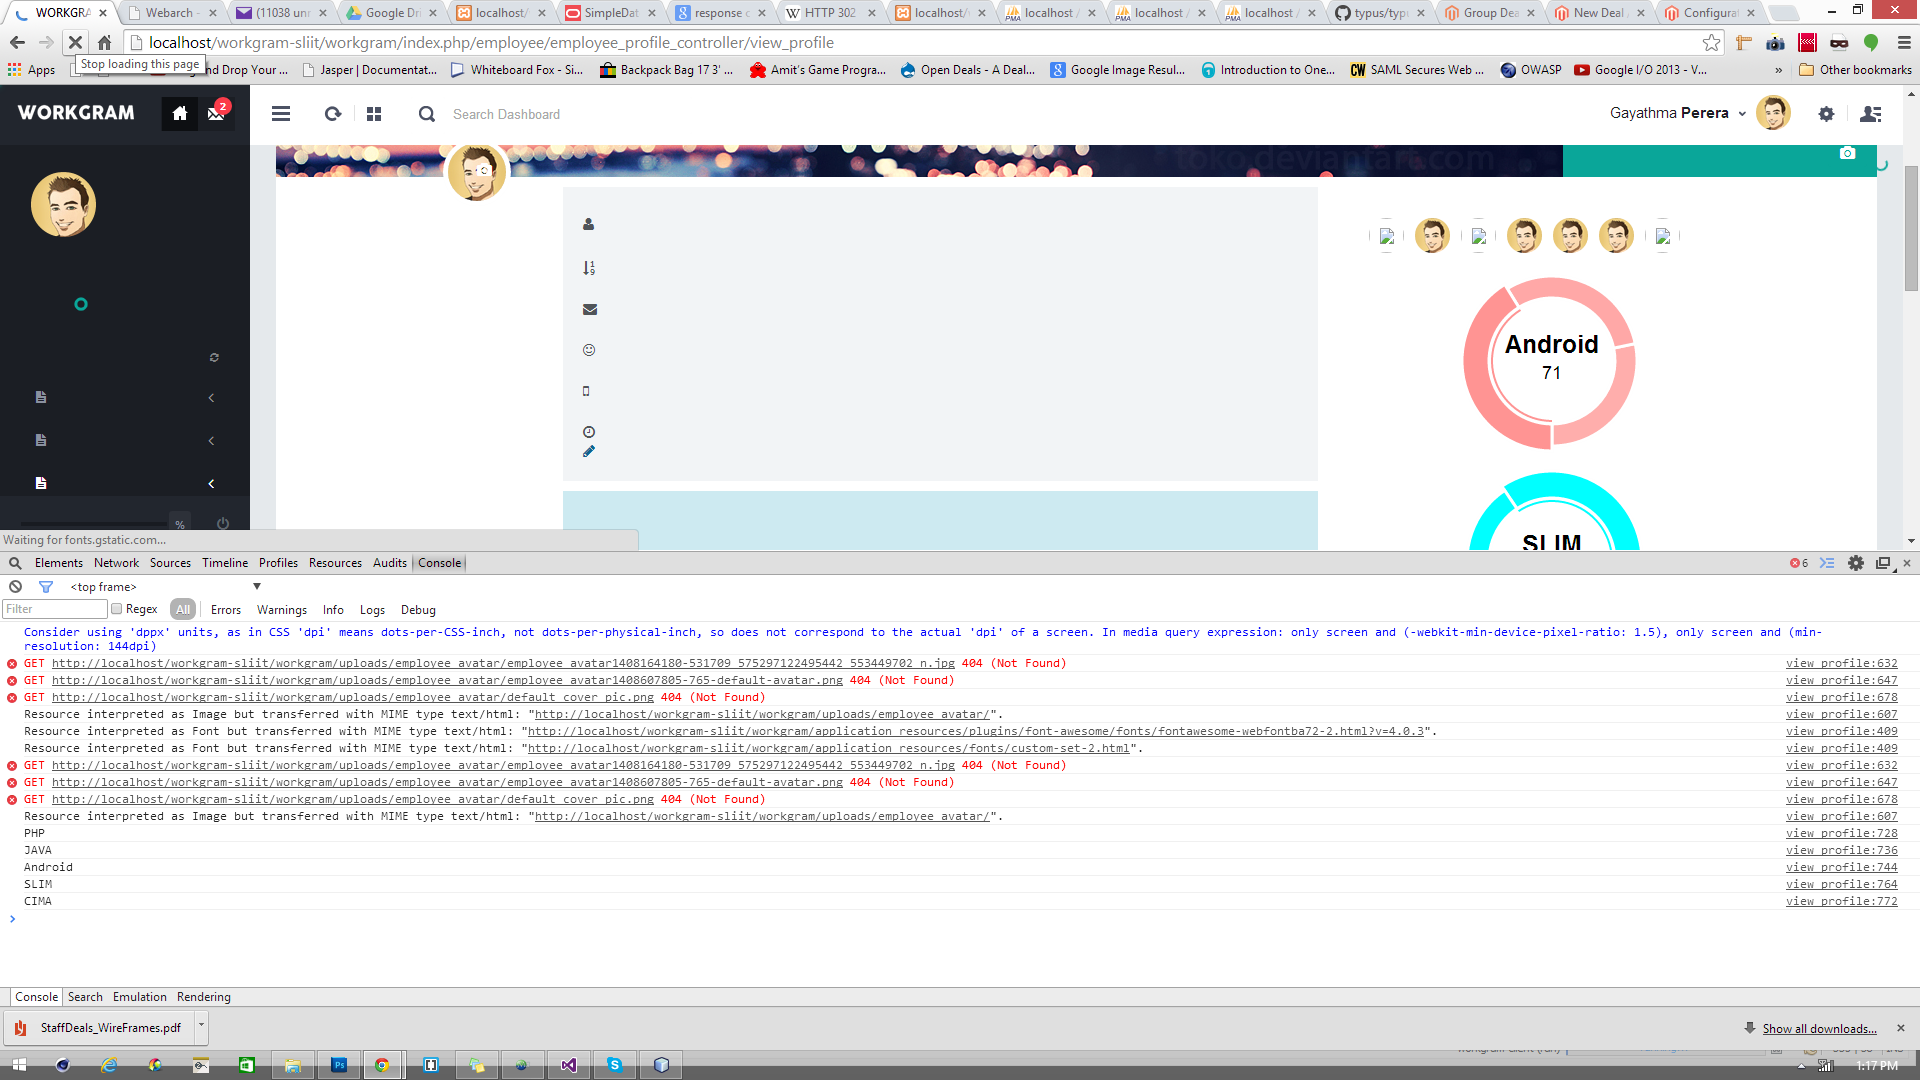 WORKGRA
Webarch -
(11038 unr
Google Dri
localhost/
SimpleDat
response c
HTTP 302
localhost/
localhost /
localhost /
localhost /
typus/typu
Group Dea
New Deal /
Configurat
localhost/workgram-sliit/workgram/index.php/employee/employee_profile_controller/view_profile
Stop loading this page
Apps
and Drop Your ...
Jasper | Documentat...
Whiteboard Fox - Si...
Backpack Bag 17 3' ...
Amit's Game Progra...
Open Deals - A Deal...
Google Image Resul...
Introduction to One...
SAML Secures Web ...
OWASP
Google I/O 2013 - V...
»
Other bookmarks
WORKGRAM
2
Search Dashboard
Gayathma Perera
deviantart.com
Android
71
SLIM
%
Waiting for fonts.gstatic.com...
Elements Network Sources Timeline Profiles Resources Audits Console
6
<top frame>
Filter
Regex
All
Errors Warnings Info Logs Debug
Consider using 'dppx' units, as in CSS 'dpi' means dots-per-CSS-inch, not dots-per-physical-inch, so does not correspond to the actual 'dpi' of a screen. In media query expression: only screen and (-webkit-min-device-pixel-ratio: 1.5), only screen and (min-
resolution: 144dpi)
GET http://localhost/workgram-sliit/workgram/uploads/employee_avatar/employee_avatar1408164180-531709_575297122495442_553449702_n.jpg 404 (Not Found) view_profile:632
GET http://localhost/workgram-sliit/workgram/uploads/employee_avatar/employee_avatar1408607805-765-default-avatar.png 404 (Not Found) view_profile:647
GET http://localhost/workgram-sliit/workgram/uploads/employee_avatar/default_cover_pic.png 404 (Not Found) view_profile:678
Resource interpreted as Image but transferred with MIME type text/html: "http://localhost/workgram-sliit/workgram/uploads/employee_avatar/". view_profile:607
Resource interpreted as Font but transferred with MIME type text/html: "http://localhost/workgram-sliit/workgram/application_resources/plugins/font-awesome/fonts/fontawesome-webfontba72-2.html?v=4.0.3". view_profile:409
Resource interpreted as Font but transferred with MIME type text/html: "http://localhost/workgram-sliit/workgram/application_resources/fonts/custom-set-2.html". view_profile:409
GET http://localhost/workgram-sliit/workgram/uploads/employee_avatar/employee_avatar1408164180-531709_575297122495442_553449702_n.jpg 404 (Not Found) view_profile:632
GET http://localhost/workgram-sliit/workgram/uploads/employee_avatar/employee_avatar1408607805-765-default-avatar.png 404 (Not Found) view_profile:647
GET http://localhost/workgram-sliit/workgram/uploads/employee_avatar/default_cover_pic.png 404 (Not Found) view_profile:678
Resource interpreted as Image but transferred with MIME type text/html: "http://localhost/workgram-sliit/workgram/uploads/employee_avatar/". view_profile:607
PHP view_profile:728
JAVA view_profile:736
Android view_profile:744
SLIM view_profile:764
CIMA view_profile:772
Console Search Emulation Rendering
StaffDeals_WireFrames.pdf
Show all downloads...
1:17 PM